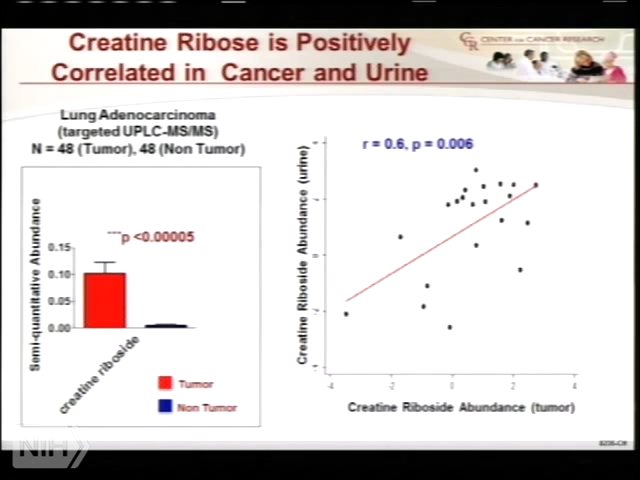 Creatine Ribose is Positively
Correlated in Cancer and Urine
CCR
CENTER FOR CANCER RESEARCH
Lung Adenocarcinoma
(targeted UPLC-MS/MS)
N = 48 (Tumor), 48 (Non Tumor)
Semi-quantitative Abundance
***p <0.00005
0.15
0.10
0.05
0.00
creatine riboside
Tumor
Non Tumor
r = 0.6, p = 0.006
Creatine Riboside Abundance (urine)
-4
-2
0
2
4
Creatine Riboside Abundance (tumor)
NIH